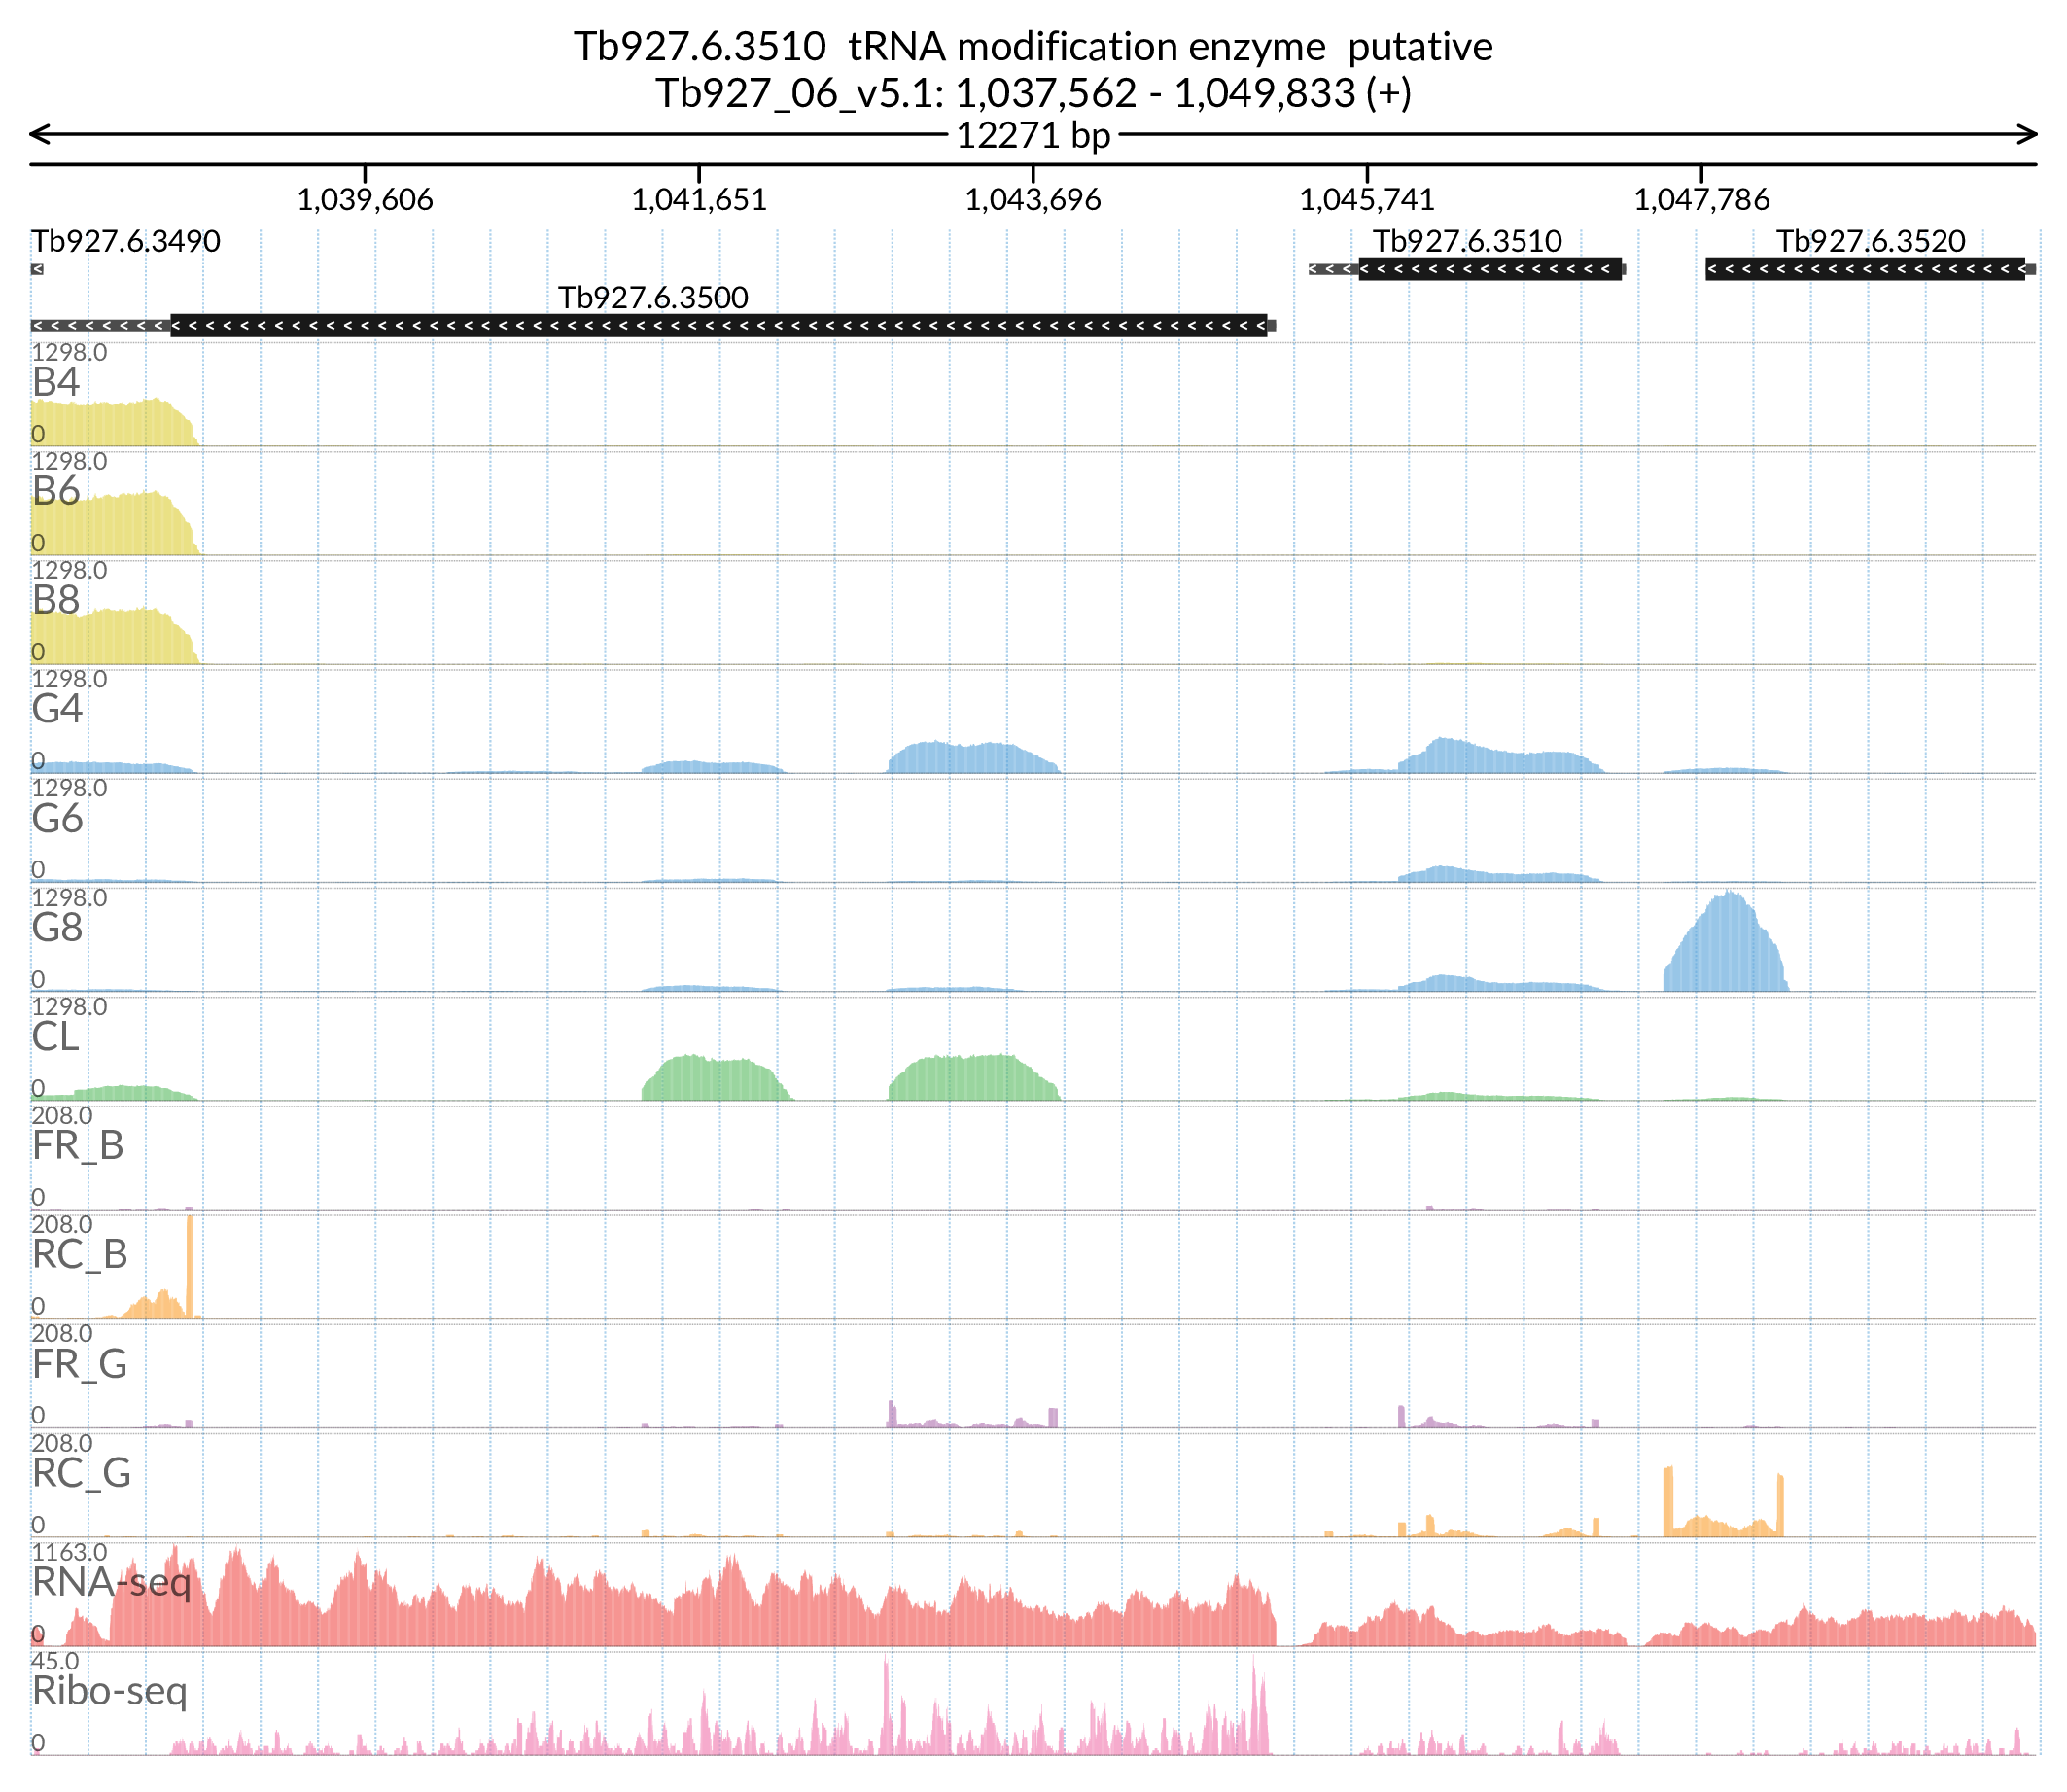 Tb927.6.3510  tRNA modification enzyme  putative
Tb927_06_v5.1: 1,037,562 - 1,049,833 (+)
12271 bp
1,039,606 1,041,651 1,043,696 1,045,741 1,047,786
Tb927.6.3490 Tb927.6.3510 Tb927.6.3520
Tb927.6.3500
1298.0
B4
0
1298.0
B6
0
1298.0
B8
0
1298.0
G4
0
1298.0
G6
0
1298.0
G8
0
1298.0
CL
0
208.0
FR_B
0
208.0
RC_B
0
208.0
FR_G
0
208.0
RC_G
0
1163.0
RNA-seq
0
45.0
Ribo-seq
0